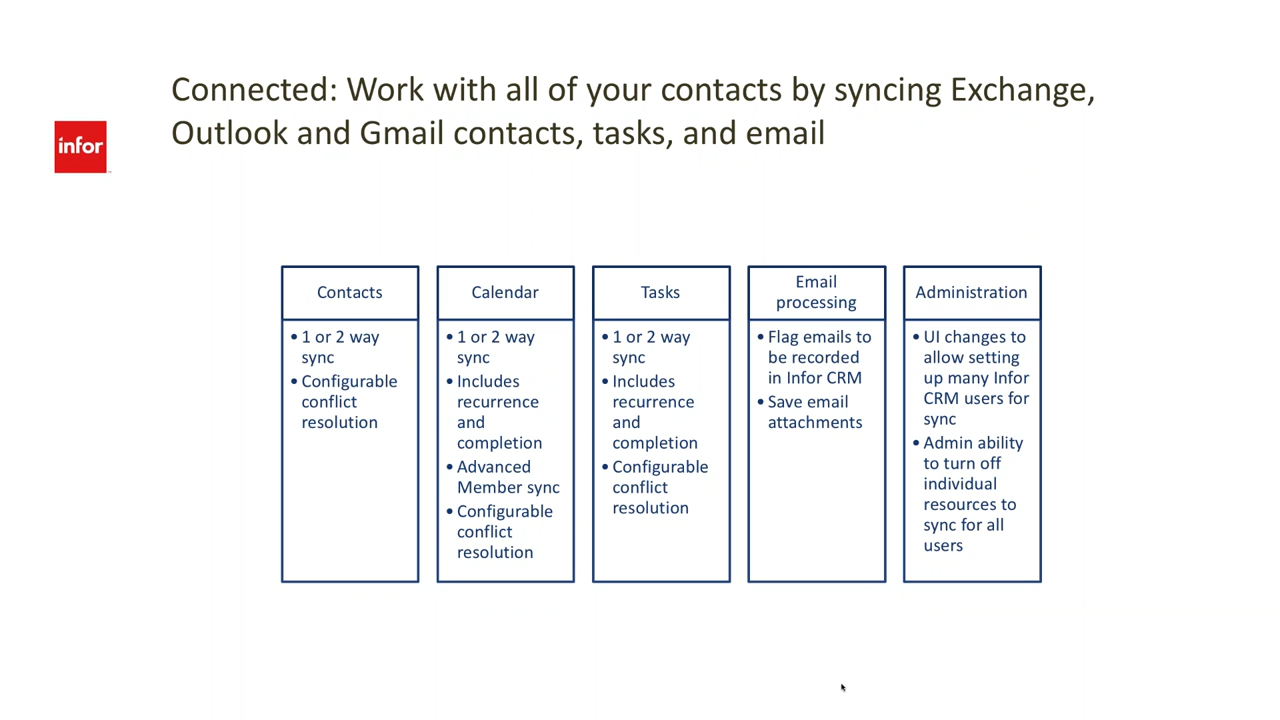 Connected: Work with all of your contacts by syncing Exchange,
Outlook and Gmail contacts, tasks, and email
infor
Contacts
• 1 or 2 way
sync
• Configurable
conflict
resolution
Calendar
• 1 or 2 way
sync
• Includes
recurrence
and
completion
• Advanced
Member sync
• Configurable
conflict
resolution
Tasks
• 1 or 2 way
sync
• Includes
recurrence
and
completion
• Configurable
conflict
resolution
Email
processing
• Flag emails to
be recorded
in Infor CRM
• Save email
attachments
Administration
• UI changes to
allow setting
up many Infor
CRM users for
sync
• Admin ability
to turn off
individual
resources to
sync for all
users